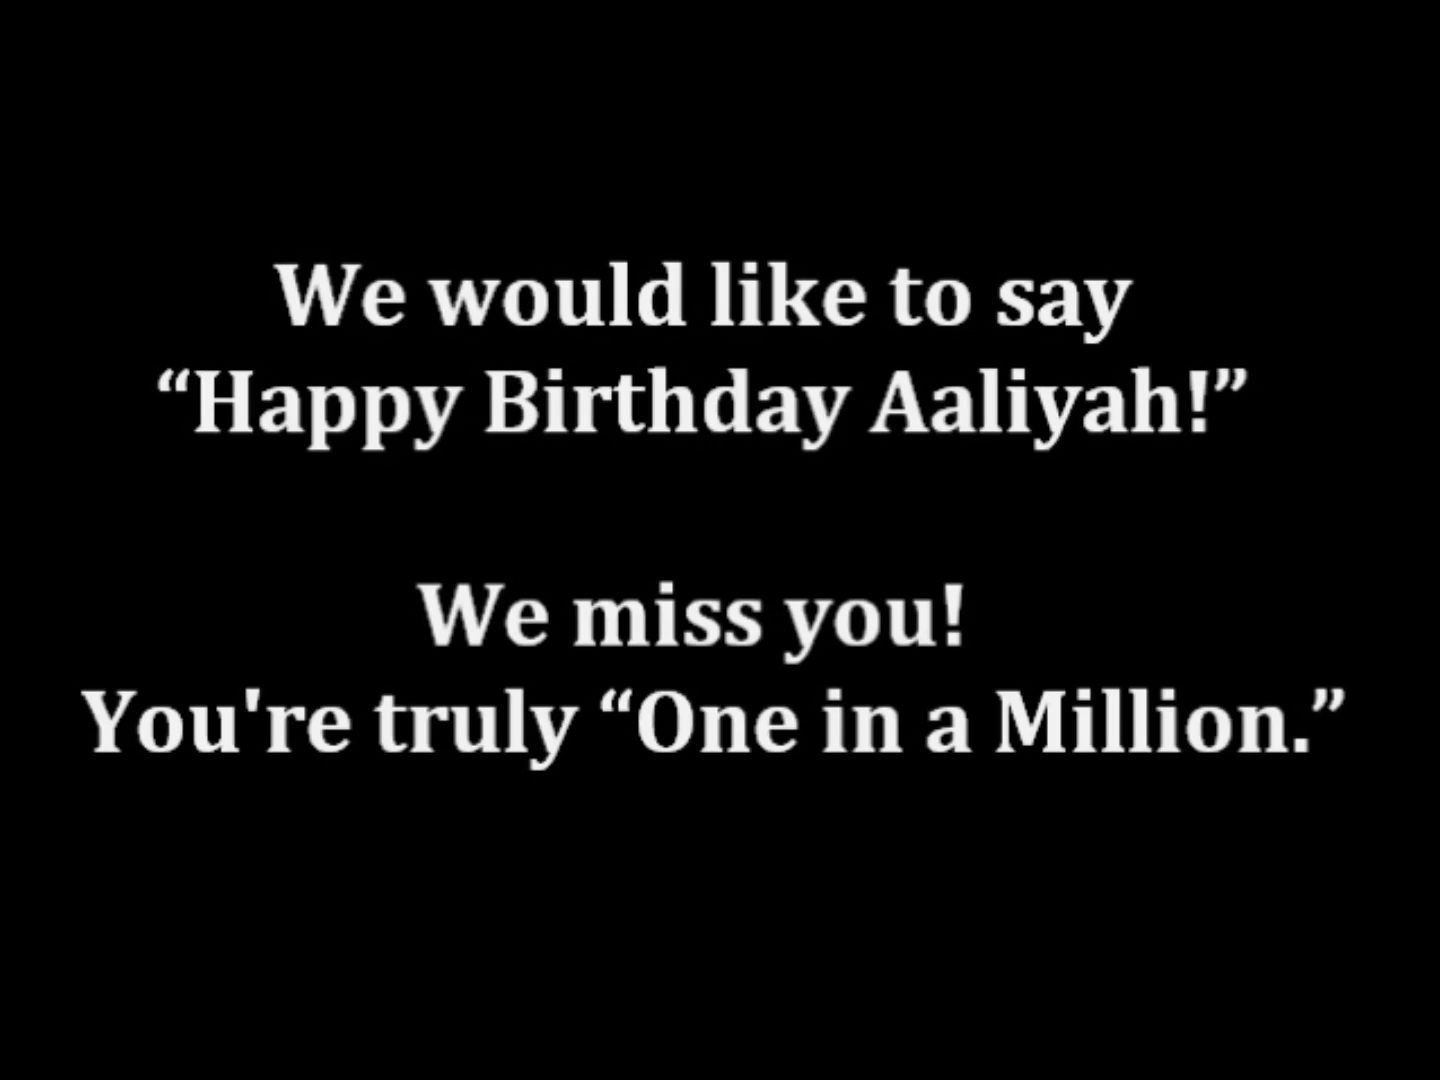 We would like to say
“Happy Birthday Aaliyah!”
We miss you!
You're truly “One in a Million.”